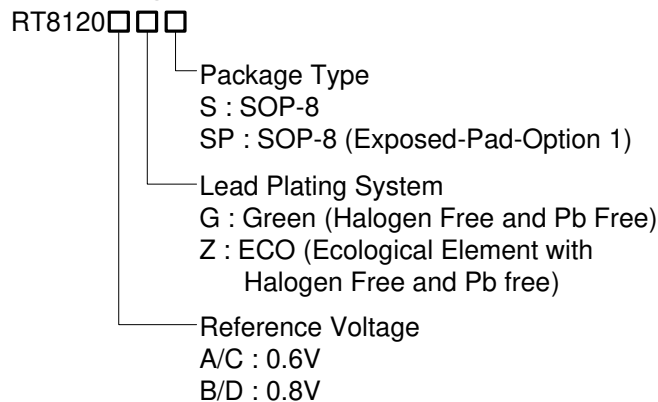 RT8120□□□
Package Type
S : SOP-8
SP : SOP-8 (Exposed-Pad-Option 1)
Lead Plating System
G : Green (Halogen Free and Pb Free)
Z : ECO (Ecological Element with
Halogen Free and Pb free)
Reference Voltage
A/C : 0.6V
B/D : 0.8V